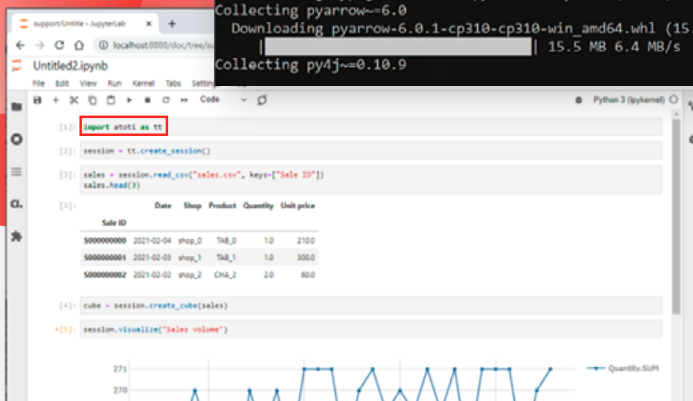 Collecting pyarrow~=6.0
Downloading pyarrow-6.0.1-cp310-cp310-win_amd64.whl (15.
| | 15.5 MB 6.4 MB/s
Collecting py4j~=0.10.9
support/Untitle - JupyterLab
localhost:8888/doc/tree/su
Untitled2.ipynb
File Edit View Run Kernel Tabs Setting
Code
Python 3 (ipykernel)
[1]: import atoti as tt
[2]: session = tt.create_session()
[3]: sales = session.read_csv("sales.csv", keys=["Sale ID"])
sales.head(3)
[3]: Date Shop Product Quantity Unit price
Sale ID
S000000000 2021-02-04 shop_0 TAB_0 1.0 210.0
S000000001 2021-02-03 shop_1 TAB_1 1.0 300.0
S000000002 2021-02-02 shop_2 CHA_2 2.0 60.0
[4]: cube = session.create_cube(sales)
[5]: session.visualize("Sales volume")
271
Quantity.SUM
270